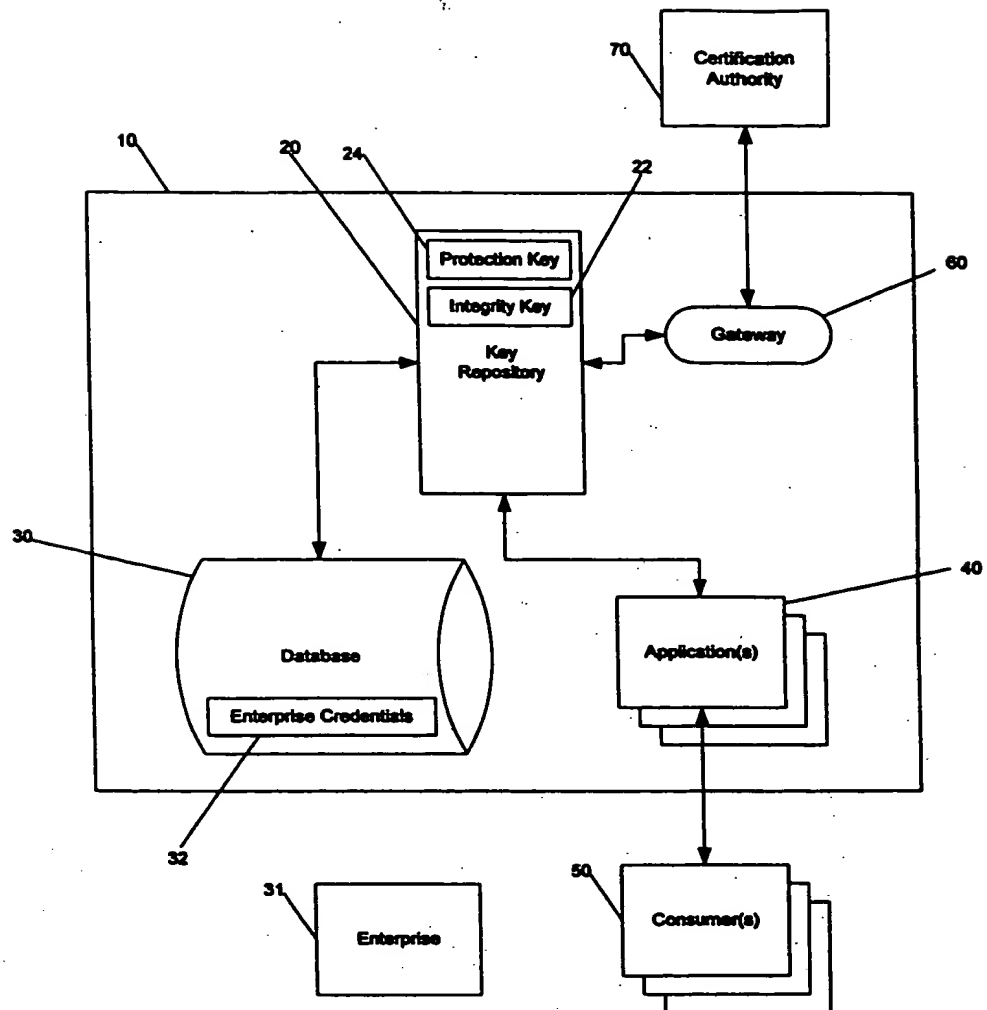 70
Certification
Authority
10
20
24
22
Protection Key
Integrity Key
Key
Repository
60
Gateway
30
Database
Enterprise Credentials
32
40
Application(s)
31
Enterprise
50
Consumer(s)